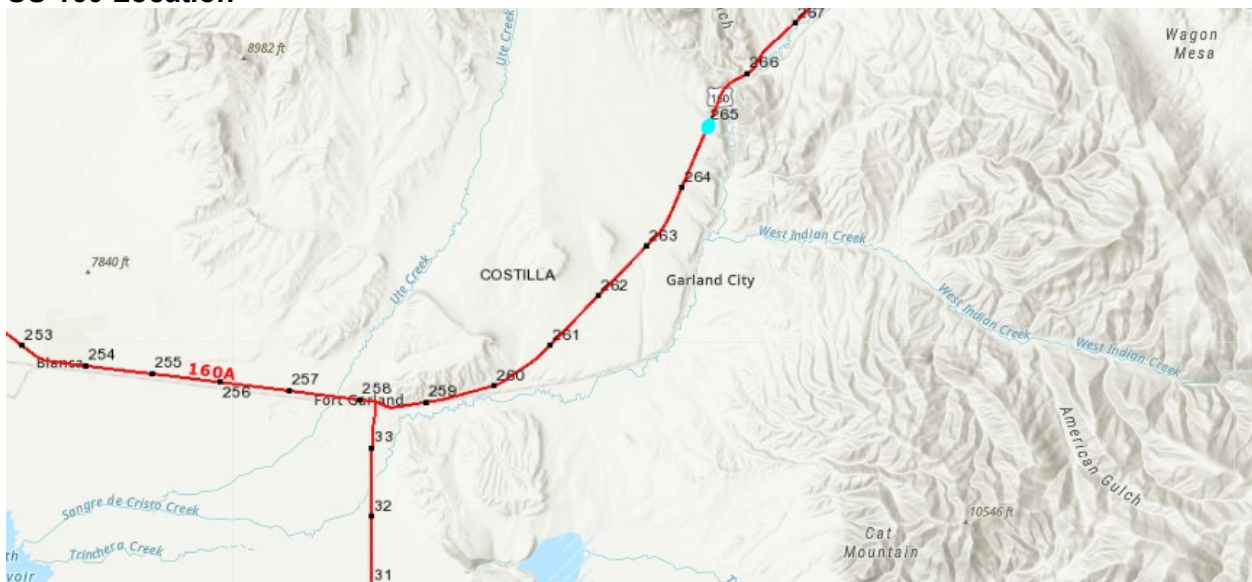 267
Wagon
Mesa
8982 ft
Ute Creek
266
160
265
264
West Indian Creek
263
7840 ft
Ute Creek
COSTILLA
Garland City
262
West Indian Creek
253
261
West Indian Creek
Blanca
254
255
160A
256
257
258
Fort Garland
259
260
33
American Gulch
Sangre de Cristo Creek
32
10546 ft
Cat
Mountain
Trinchera Creek
31